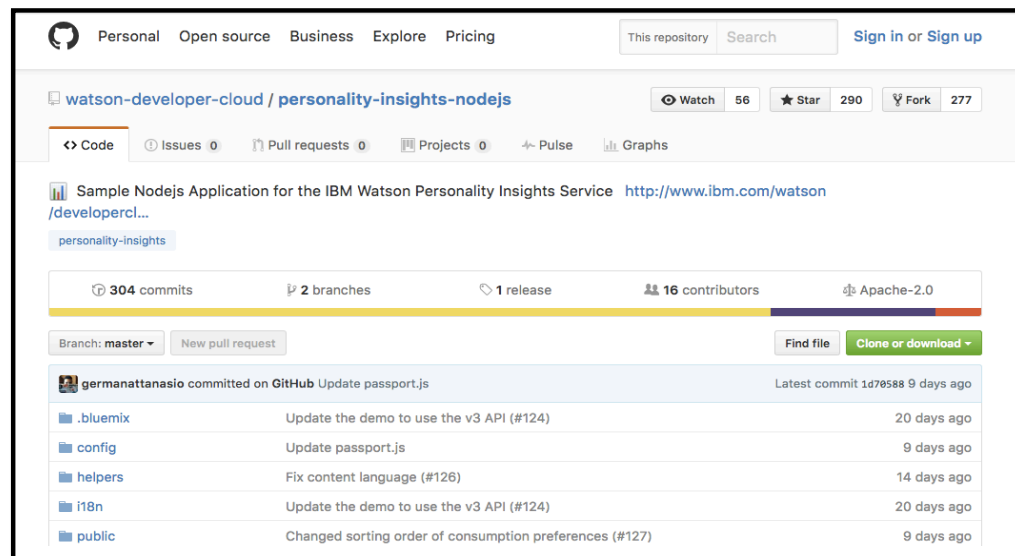 Personal Open source Business Explore Pricing This repository Search Sign in or Sign up
watson-developer-cloud / personality-insights-nodejs Watch 56 Star 290 Fork 277
<> Code Issues 0 Pull requests 0 Projects 0 Pulse Graphs
Sample Nodejs Application for the IBM Watson Personality Insights Service http://www.ibm.com/watson
/developercl...
personality-insights
304 commits 2 branches 1 release 16 contributors Apache-2.0
Branch: master New pull request Find file Clone or download
germanattanasio committed on GitHub Update passport.js Latest commit 1d70588 9 days ago
.bluemix Update the demo to use the v3 API (#124) 20 days ago
config Update passport.js 9 days ago
helpers Fix content language (#126) 14 days ago
i18n Update the demo to use the v3 API (#124) 20 days ago
public Changed sorting order of consumption preferences (#127) 9 days ago